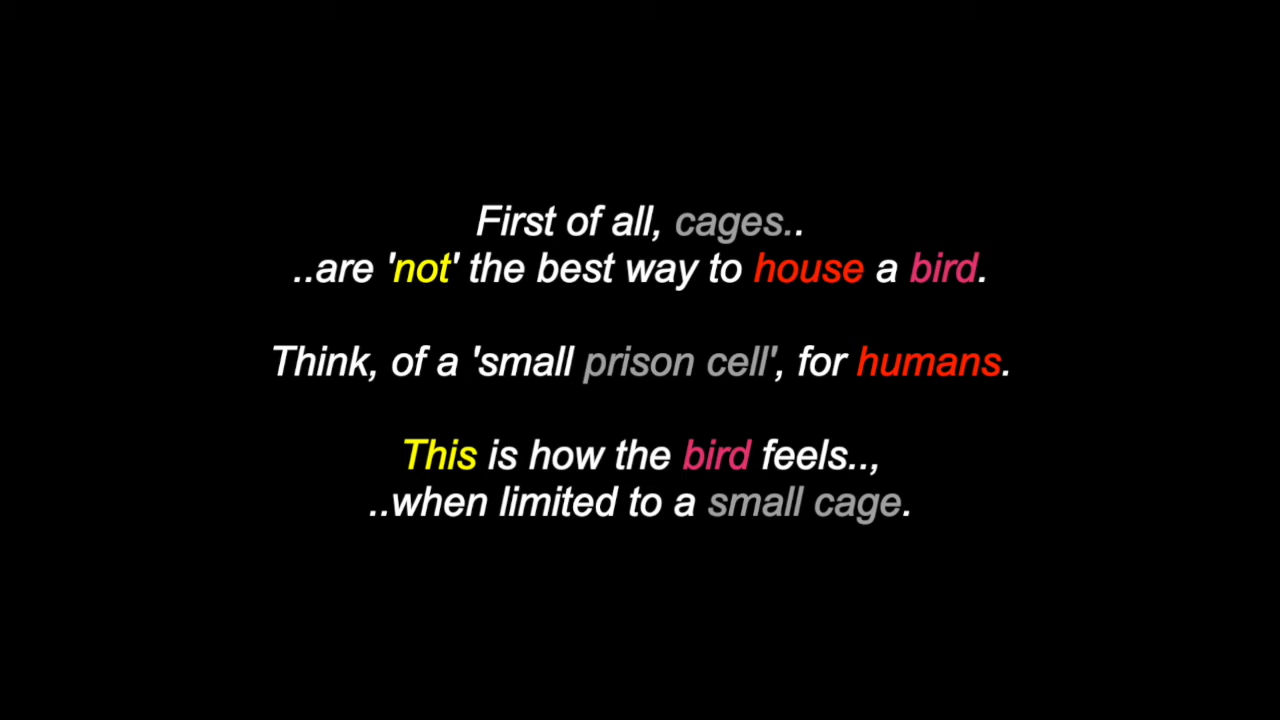 First of all, cages..
..are 'not' the best way to house a bird.
Think, of a 'small prison cell', for humans.
This is how the bird feels..,
..when limited to a small cage.